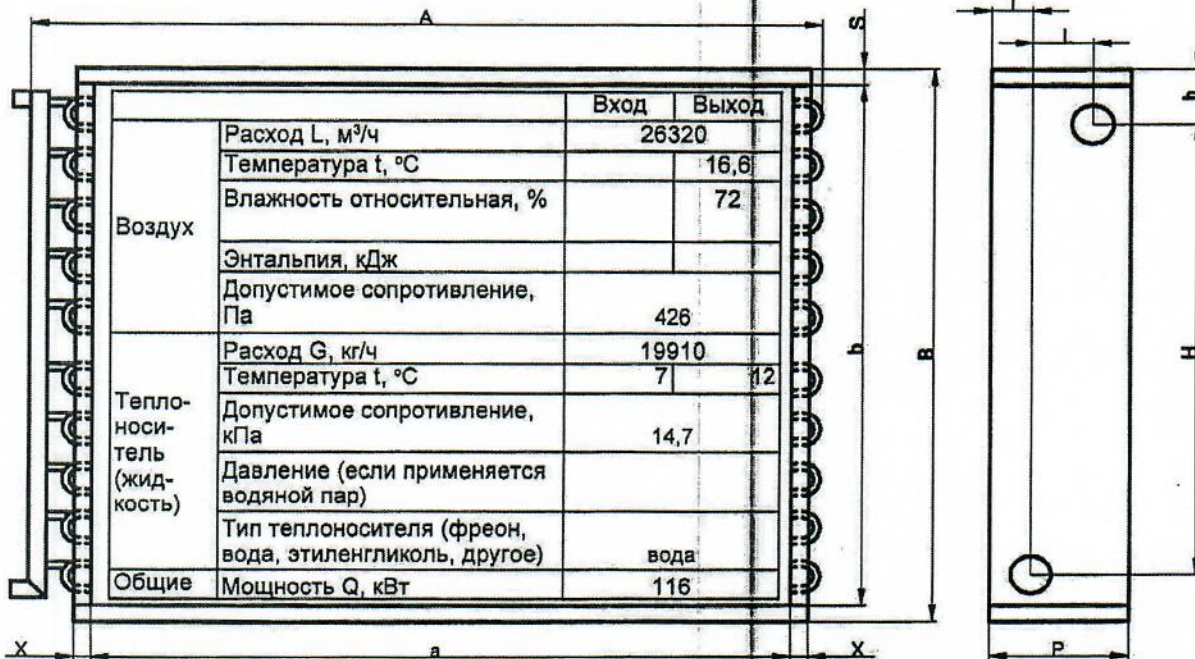 A
S
l
h
Вход Выход
Воздух
Расход L, м³/ч 26320
Температура t, °С 16,6
Влажность относительная, % 72
Энтальпия, кДж
Допустимое сопротивление,
Па 426
Тепло-
носи-
тель
(жид-
кость)
Расход G, кг/ч 19910
Температура t, °С 7 12
Допустимое сопротивление,
кПа 14,7
Давление (если применяется
водяной пар)
Тип теплоносителя (фреон,
вода, этиленгликоль, другое) вода
Общие Мощность Q, кВт 116
b
B
H
X a X
P